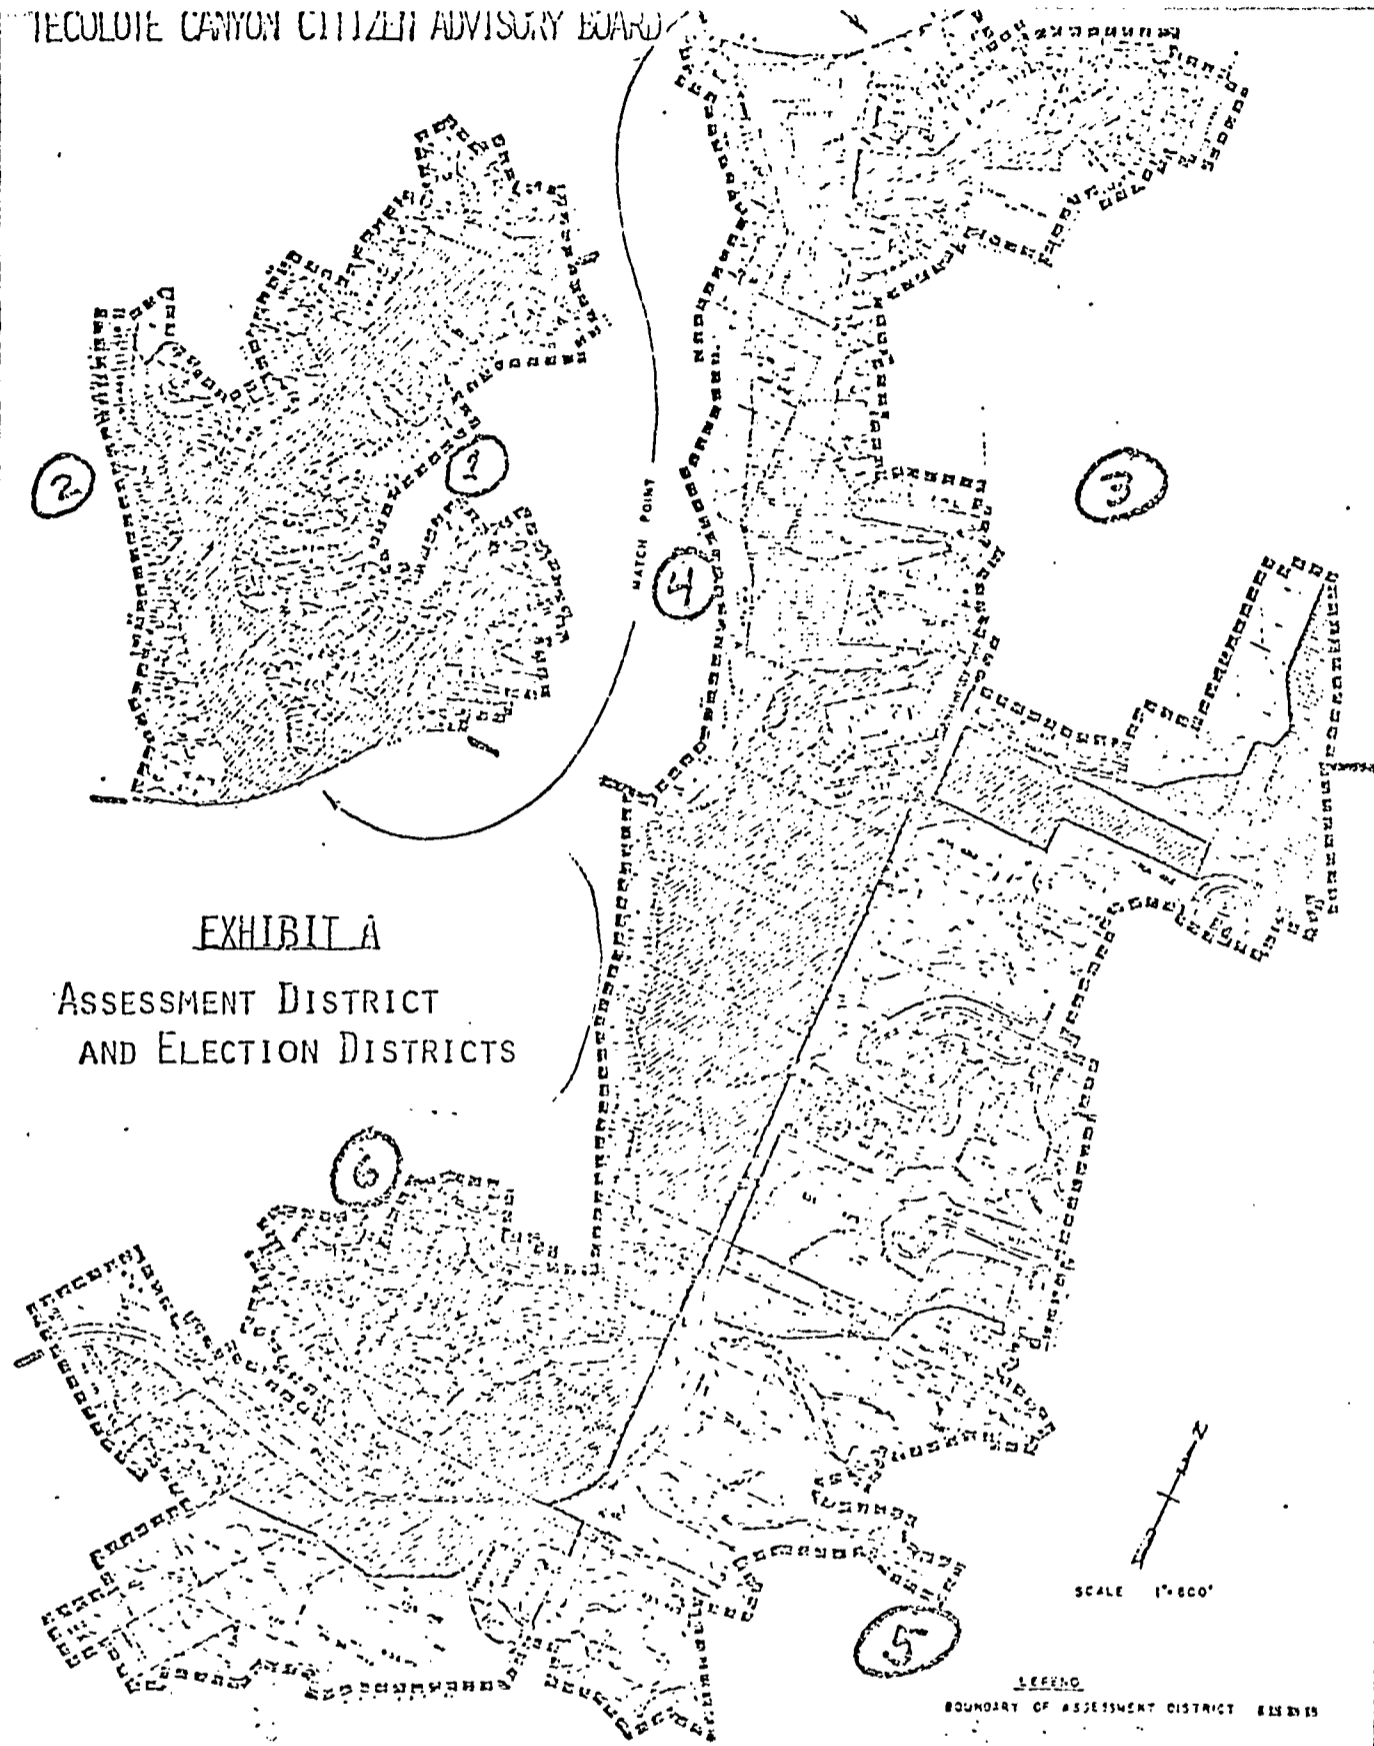 TECOLOTE CANYON CITIZEN ADVISORY BOARD
2
3
MATCH POINT
4
EXHIBIT A
ASSESSMENT DISTRICT
AND ELECTION DISTRICTS
6
N
SCALE 1"=800'
5
LEGEND
BOUNDARY OF ASSESSMENT DISTRICT